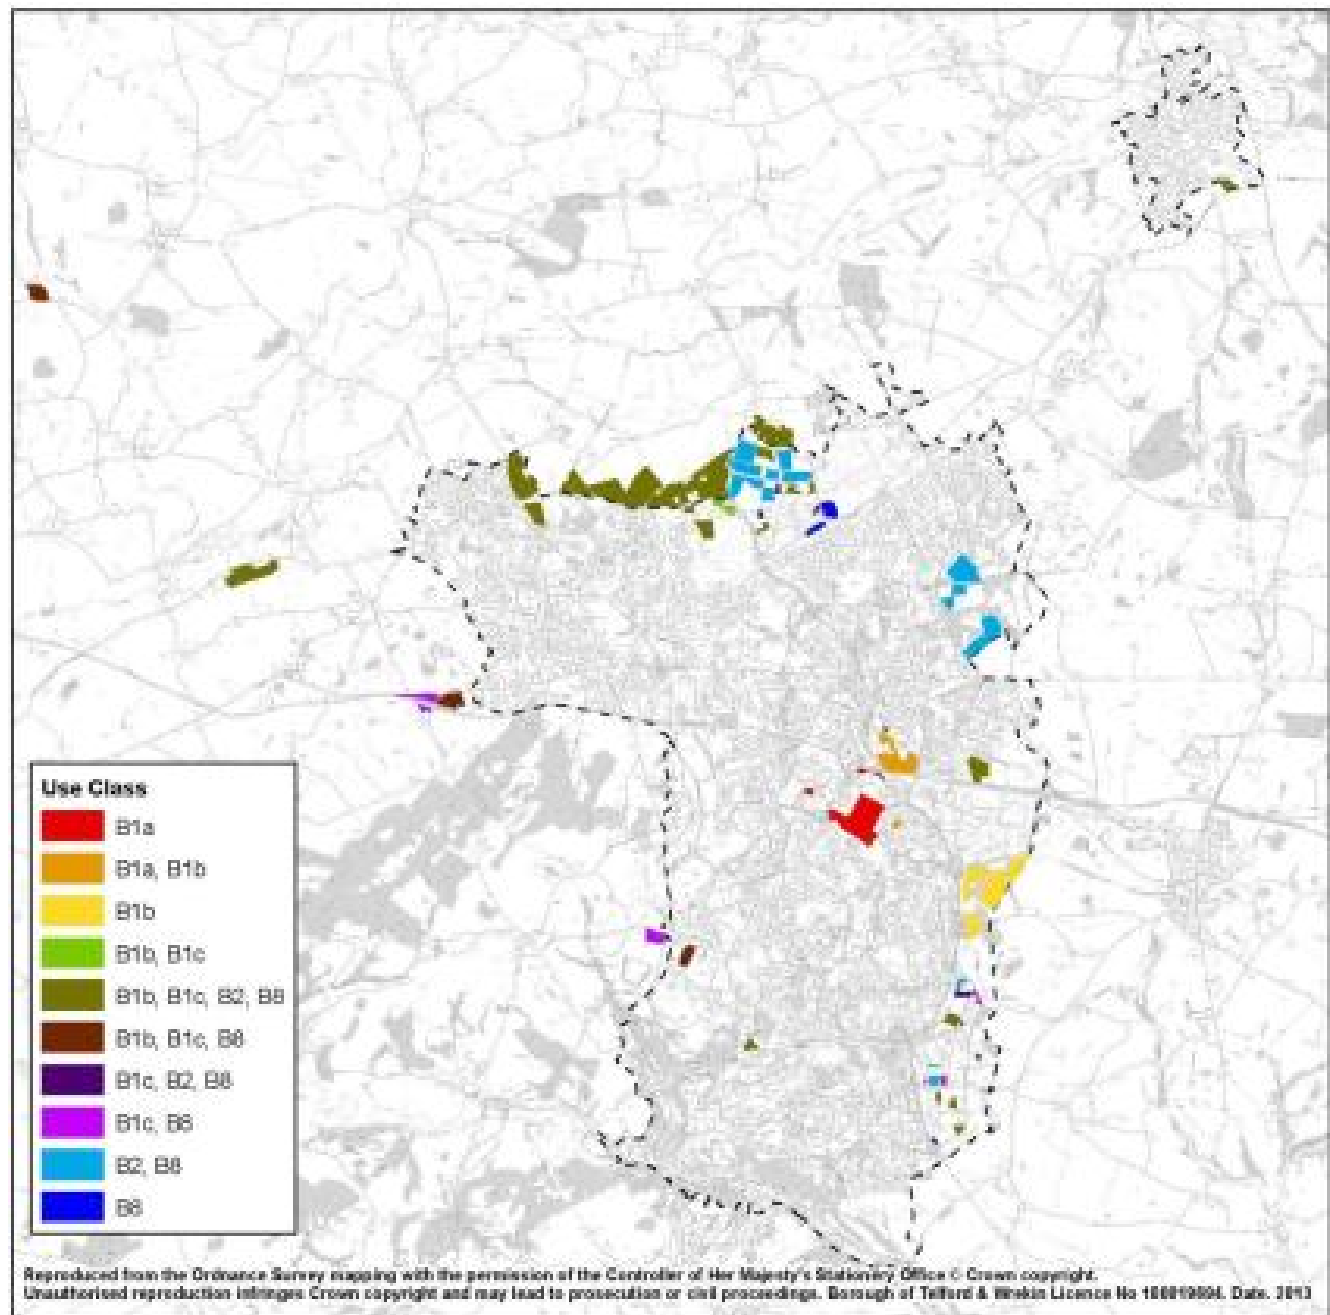 Use Class
B1a
B1a, B1b
B1b
B1b, B1c
B1b, B1c, B2, B8
B1b, B1c, B8
B1c, B2, B8
B1c, B8
B2, B8
B8
Reproduced from the Ordnance Survey mapping with the permission of the Controller of Her Majesty's Stationery Office © Crown copyright.
Unauthorised reproduction infringes Crown copyright and may lead to prosecution or civil proceedings. Borough of Telford & Wrekin Licence No Date. 2013